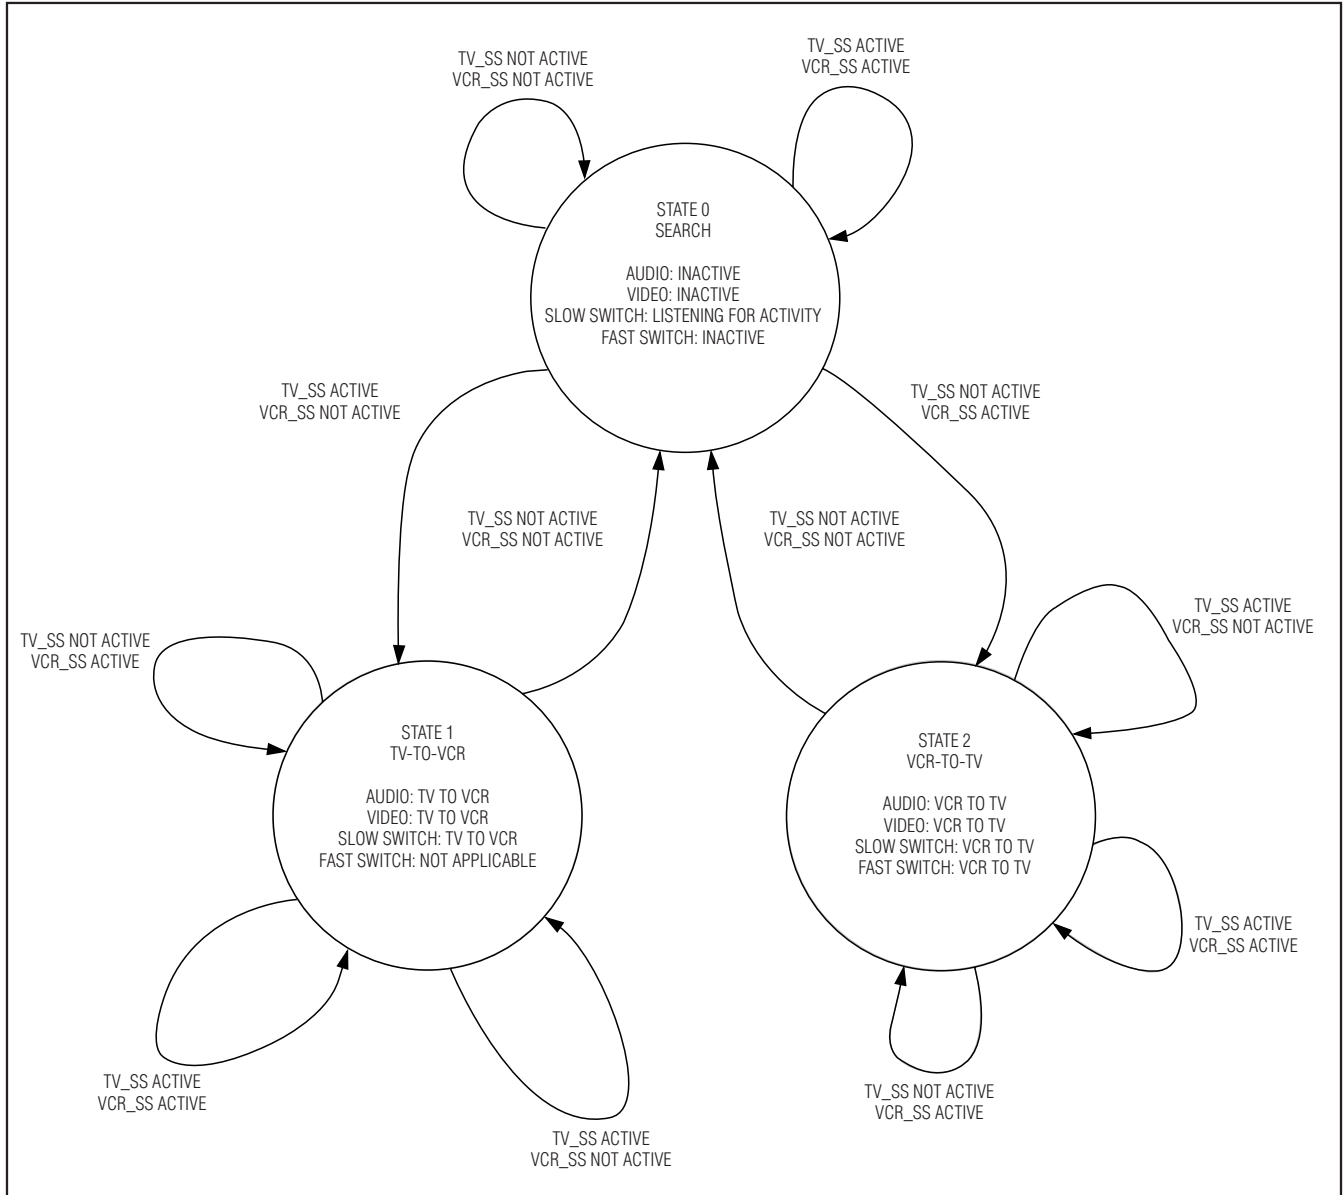 TV_SS NOT ACTIVE
VCR_SS NOT ACTIVE
TV_SS ACTIVE
VCR_SS ACTIVE
STATE 0
SEARCH
AUDIO: INACTIVE
VIDEO: INACTIVE
SLOW SWITCH: LISTENING FOR ACTIVITY
FAST SWITCH: INACTIVE
TV_SS ACTIVE
VCR_SS NOT ACTIVE
TV_SS NOT ACTIVE
VCR_SS ACTIVE
TV_SS NOT ACTIVE
VCR_SS NOT ACTIVE
TV_SS NOT ACTIVE
VCR_SS NOT ACTIVE
TV_SS NOT ACTIVE
VCR_SS ACTIVE
TV_SS ACTIVE
VCR_SS NOT ACTIVE
STATE 1
TV-TO-VCR
AUDIO: TV TO VCR
VIDEO: TV TO VCR
SLOW SWITCH: TV TO VCR
FAST SWITCH: NOT APPLICABLE
STATE 2
VCR-TO-TV
AUDIO: VCR TO TV
VIDEO: VCR TO TV
SLOW SWITCH: VCR TO TV
FAST SWITCH: VCR TO TV
TV_SS ACTIVE
VCR_SS ACTIVE
TV_SS ACTIVE
VCR_SS ACTIVE
TV_SS NOT ACTIVE
VCR_SS ACTIVE
TV_SS ACTIVE
VCR_SS NOT ACTIVE